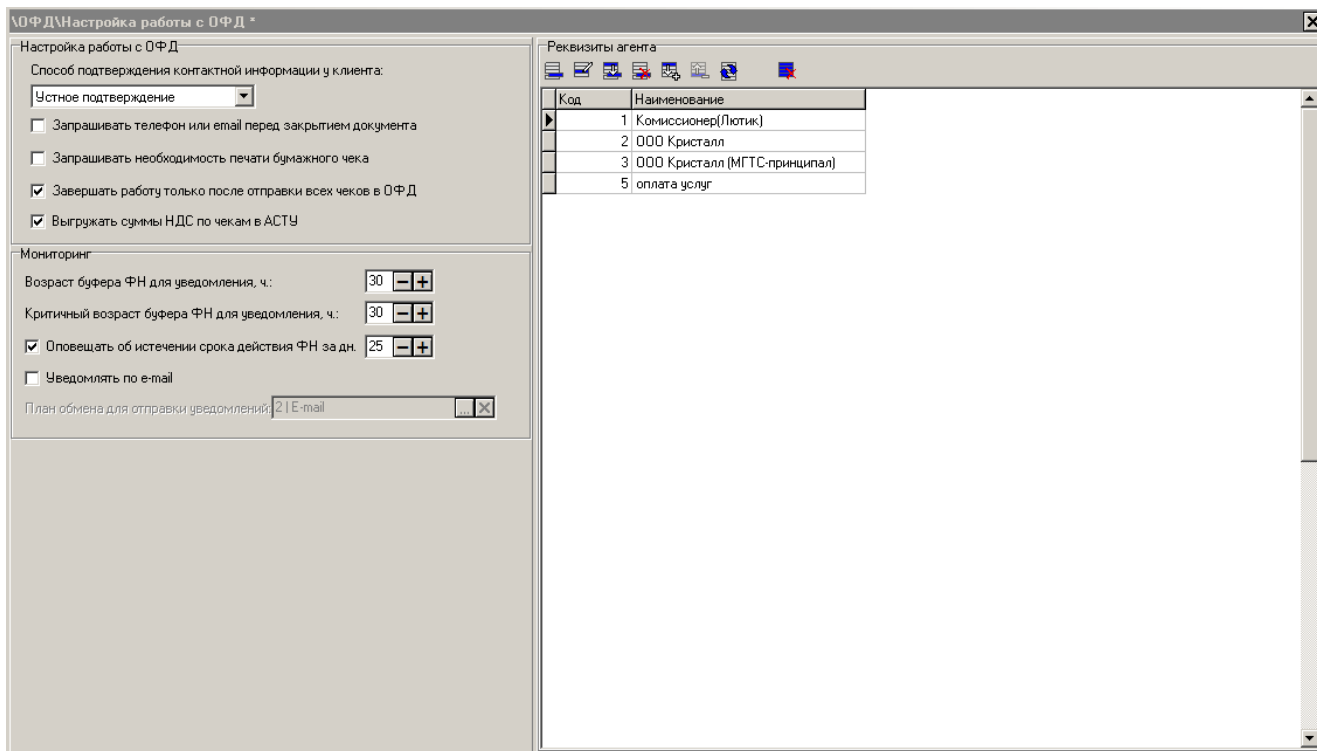 \ОФД\Настройка работы с ОФД *
Настройка работы с ОФД
Способ подтверждения контактной информации у клиента:
Устное подтверждение
Запрашивать телефон или email перед закрытием документа
Запрашивать необходимость печати бумажного чека
Завершать работу только после отправки всех чеков в ОФД
Выгружать суммы НДС по чекам в АСТУ
Мониторинг
Возраст буфера ФН для уведомления, ч.: 30
Критичный возраст буфера ФН для уведомления, ч.: 30
Оповещать об истечении срока действия ФН за дн. 25
Уведомлять по e-mail
План обмена для отправки уведомлений: 2 | E-mail ...
Реквизиты агента
Код Наименование
1 Комиссионер(Лютик)
2 ООО Кристалл
3 ООО Кристалл (МГТС-принципал)
5 оплата услуг